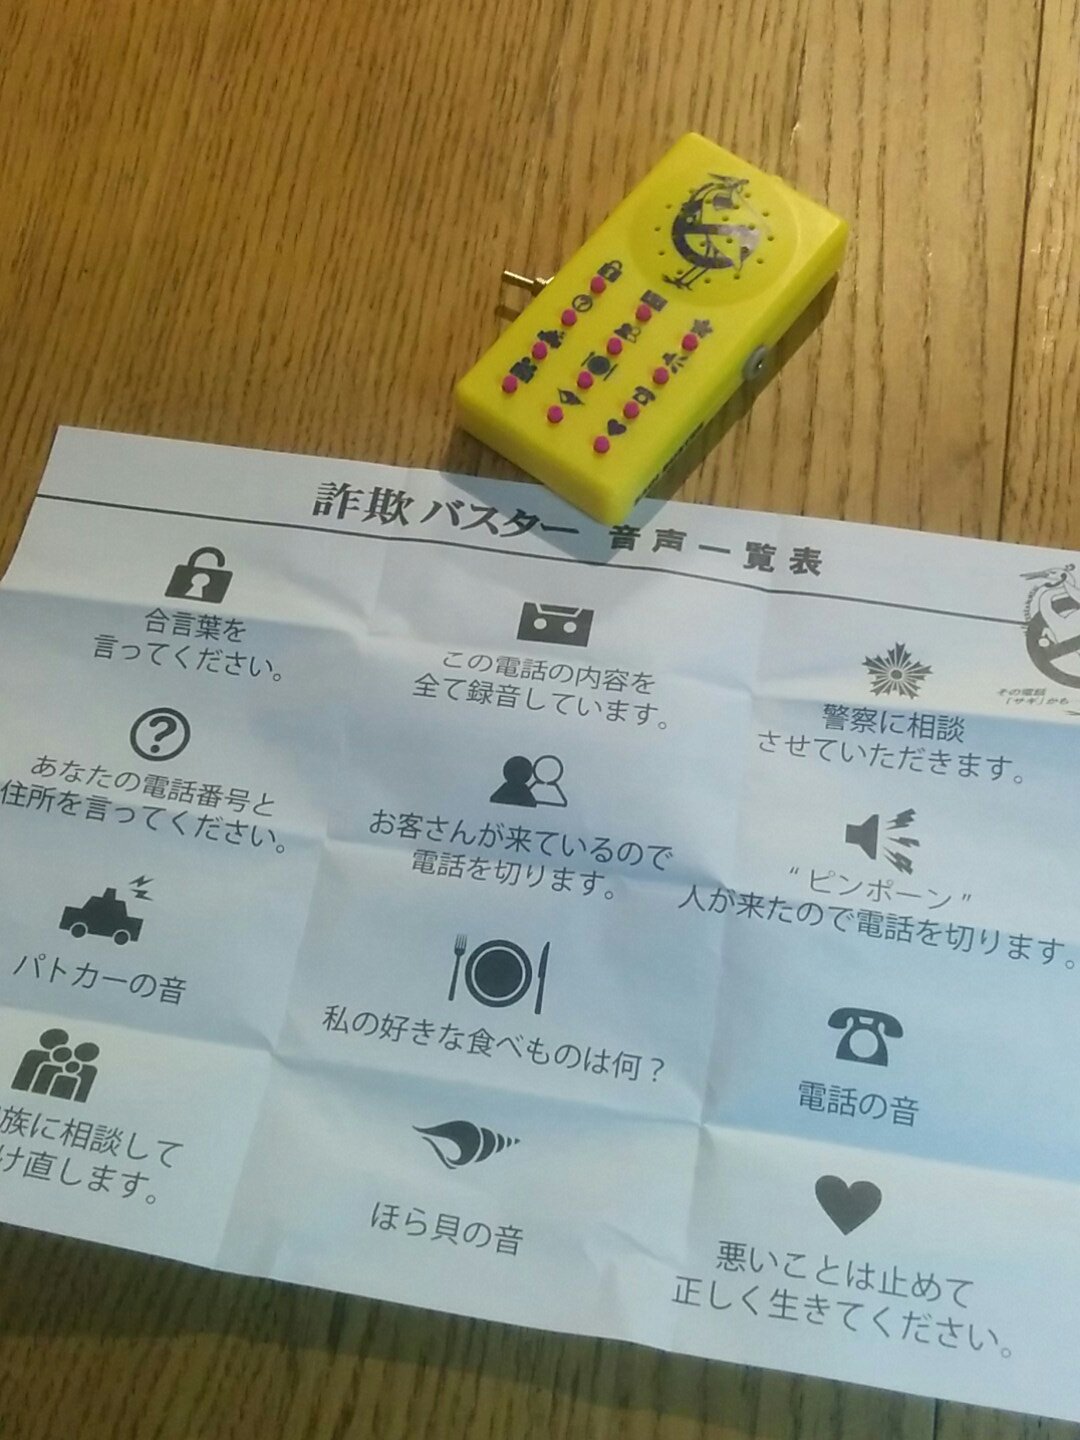 詐欺バスター 音声一覧表
合言葉を
言ってください。
この電話の内容を
全て録音しています。
警察に相談
させていただきます。
その電話
「サギ」かも
あなたの電話番号と
住所を言ってください。
お客さんが来ているので
電話を切ります。
“ピンポーン”
人が来たので電話を切ります。
パトカーの音
私の好きな食べものは何？
電話の音
族に相談して
け直します。
ほら貝の音
悪いことは止めて
正しく生きてください。